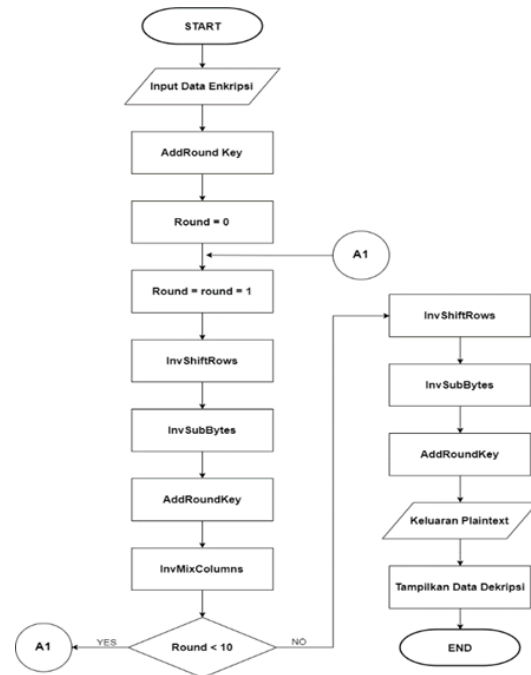 START
Input Data Enkripsi
AddRound Key
Round = 0
A1
Round = round = 1
InvShiftRows
InvSubBytes
AddRoundKey
InvMixColumns
Round < 10
YES
A1
NO
InvShiftRows
InvSubBytes
AddRoundKey
Keluaran Plaintext
Tampilkan Data Dekripsi
END